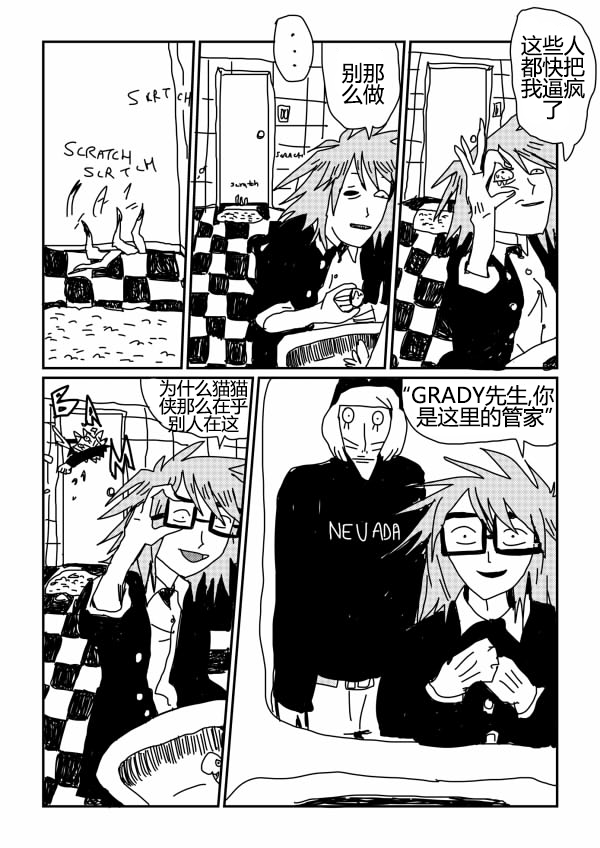 SCRTCH
SCRATCH
SCRTCH
...
别那
么做
SCRATCH
scratch
这些人
都快把
我逼疯
了
为什么猫猫
侠那么在乎
别人在这
“GRADY先生,你
是这里的管家”
NEVADA